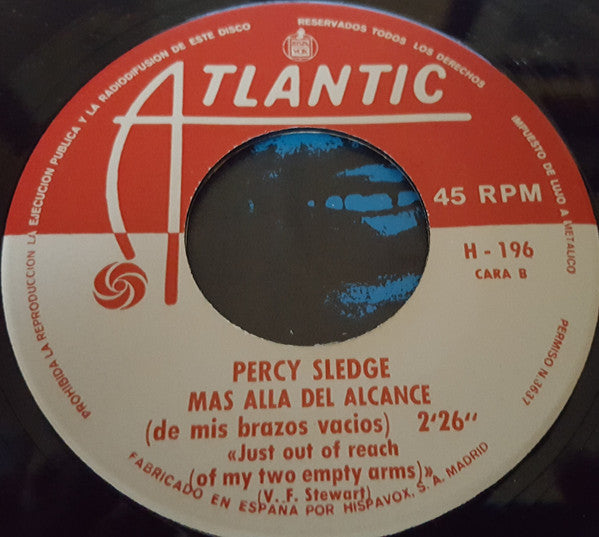 PROHIBIDA LA REPRODUCCION LA EJECUCION PUBLICA Y LA RADIODIFUSION DE ESTE DISCO
RESERVADOS TODOS LOS DERECHOS
IMPUESTO DE LUJO A METALICO
PERMISO N. 3637
ATLANTIC
45 RPM
H - 196
CARA B
PERCY SLEDGE
MAS ALLA DEL ALCANCE
(de mis brazos vacios) 2'26"
«Just out of reach
(of my two empty arms)»
(V. F. Stewart)
FABRICADO EN ESPAÑA POR HISPAVOX, S. A. MADRID